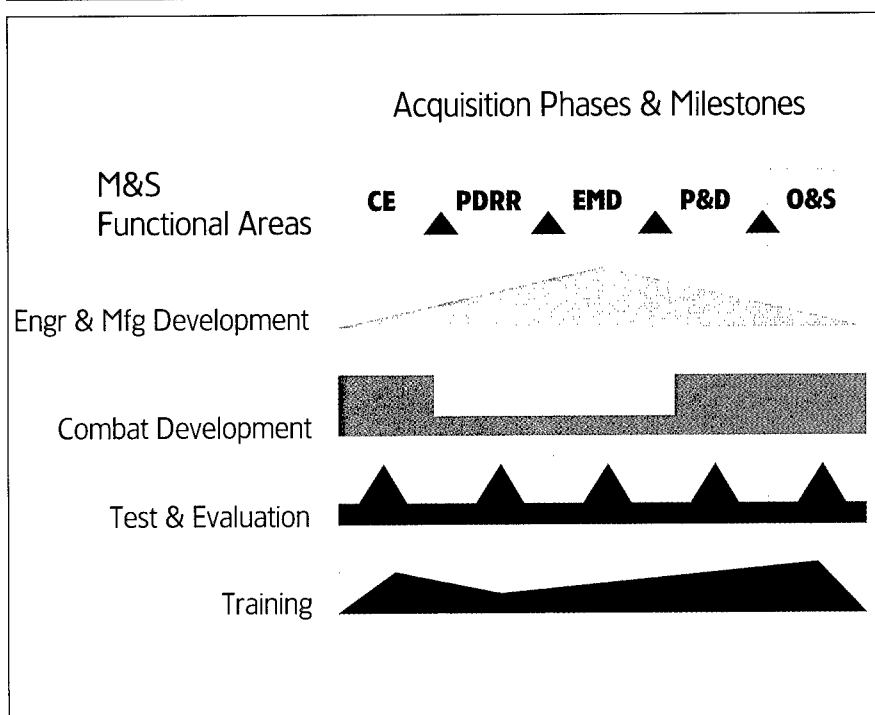 Acquisition Phases & Milestones
M&S
Functional Areas
CE PDRR EMD P&D O&S
Engr & Mfg Development
Combat Development
Test & Evaluation
Training